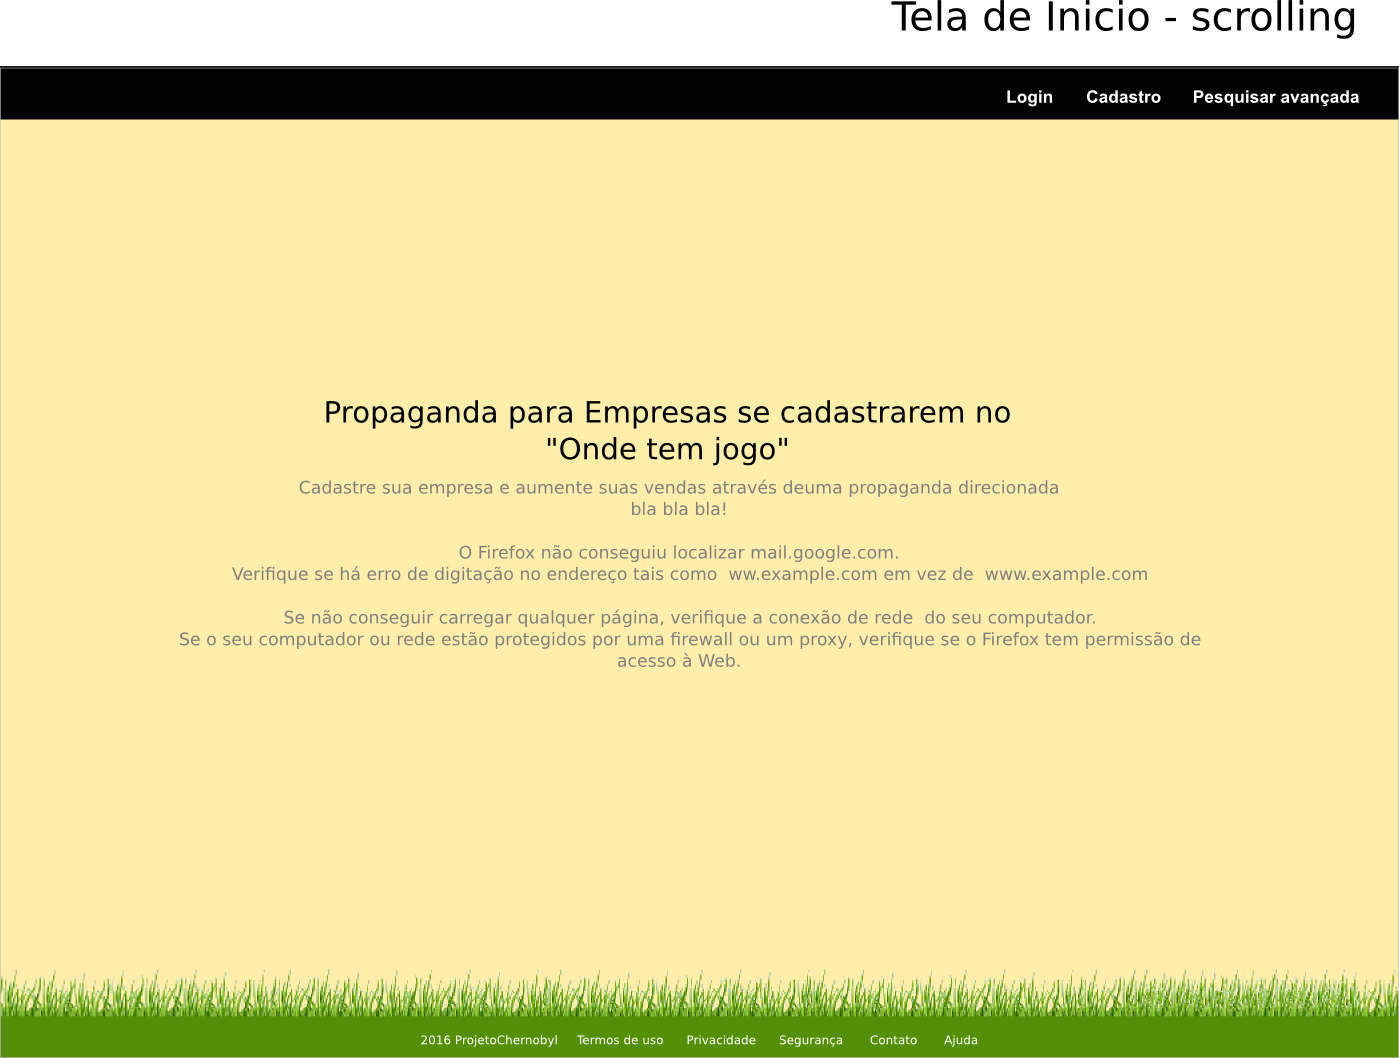 Tela de Inicio - scrolling
Login Cadastro Pesquisar avançada
Propaganda para Empresas se cadastrarem no
"Onde tem jogo"
Cadastre sua empresa e aumente suas vendas através deuma propaganda direcionada
bla bla bla!
O Firefox não conseguiu localizar mail.google.com.
Verifique se há erro de digitação no endereço tais como  ww.example.com em vez de  www.example.com
Se não conseguir carregar qualquer página, verifique a conexão de rede  do seu computador.
Se o seu computador ou rede estão protegidos por uma firewall ou um proxy, verifique se o Firefox tem permissão de
acesso à Web.
2016 ProjetoChernobyl Termos de uso Privacidade Segurança Contato Ajuda